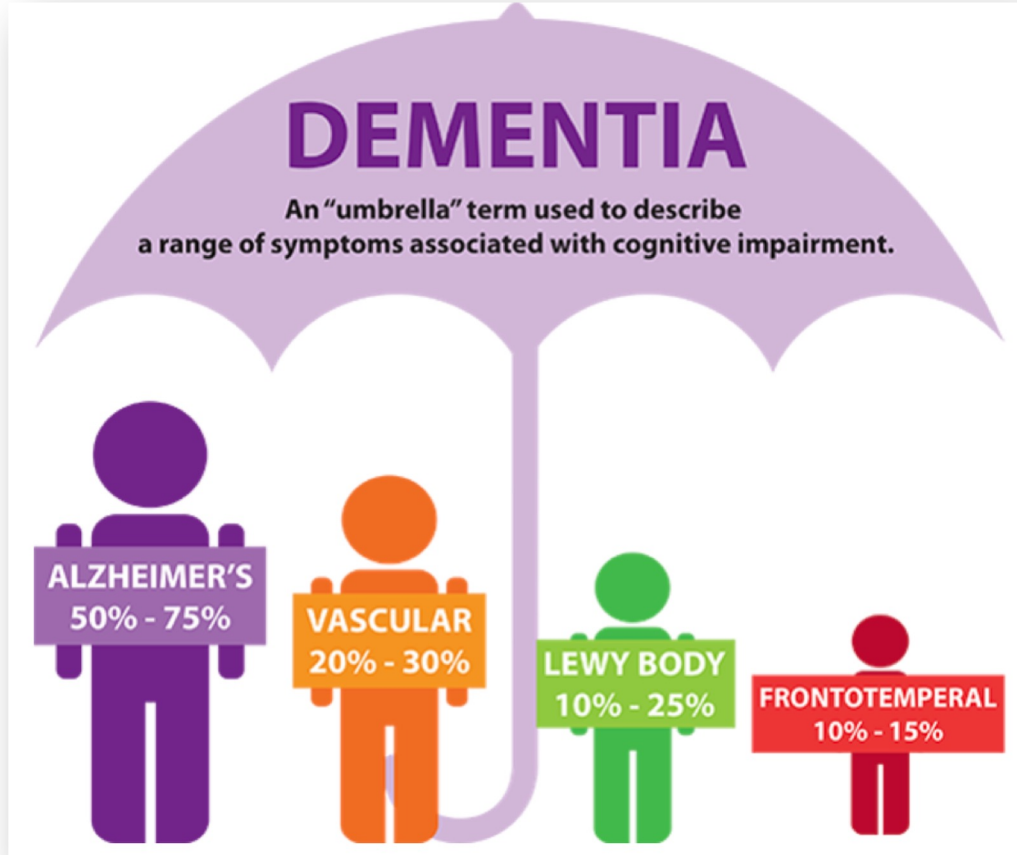 DEMENTIA
An “umbrella” term used to describe
a range of symptoms associated with cognitive impairment.
ALZHEIMER’S
50% - 75%
VASCULAR
20% - 30%
LEWY BODY
10% - 25%
FRONTOTEMPERAL
10% - 15%